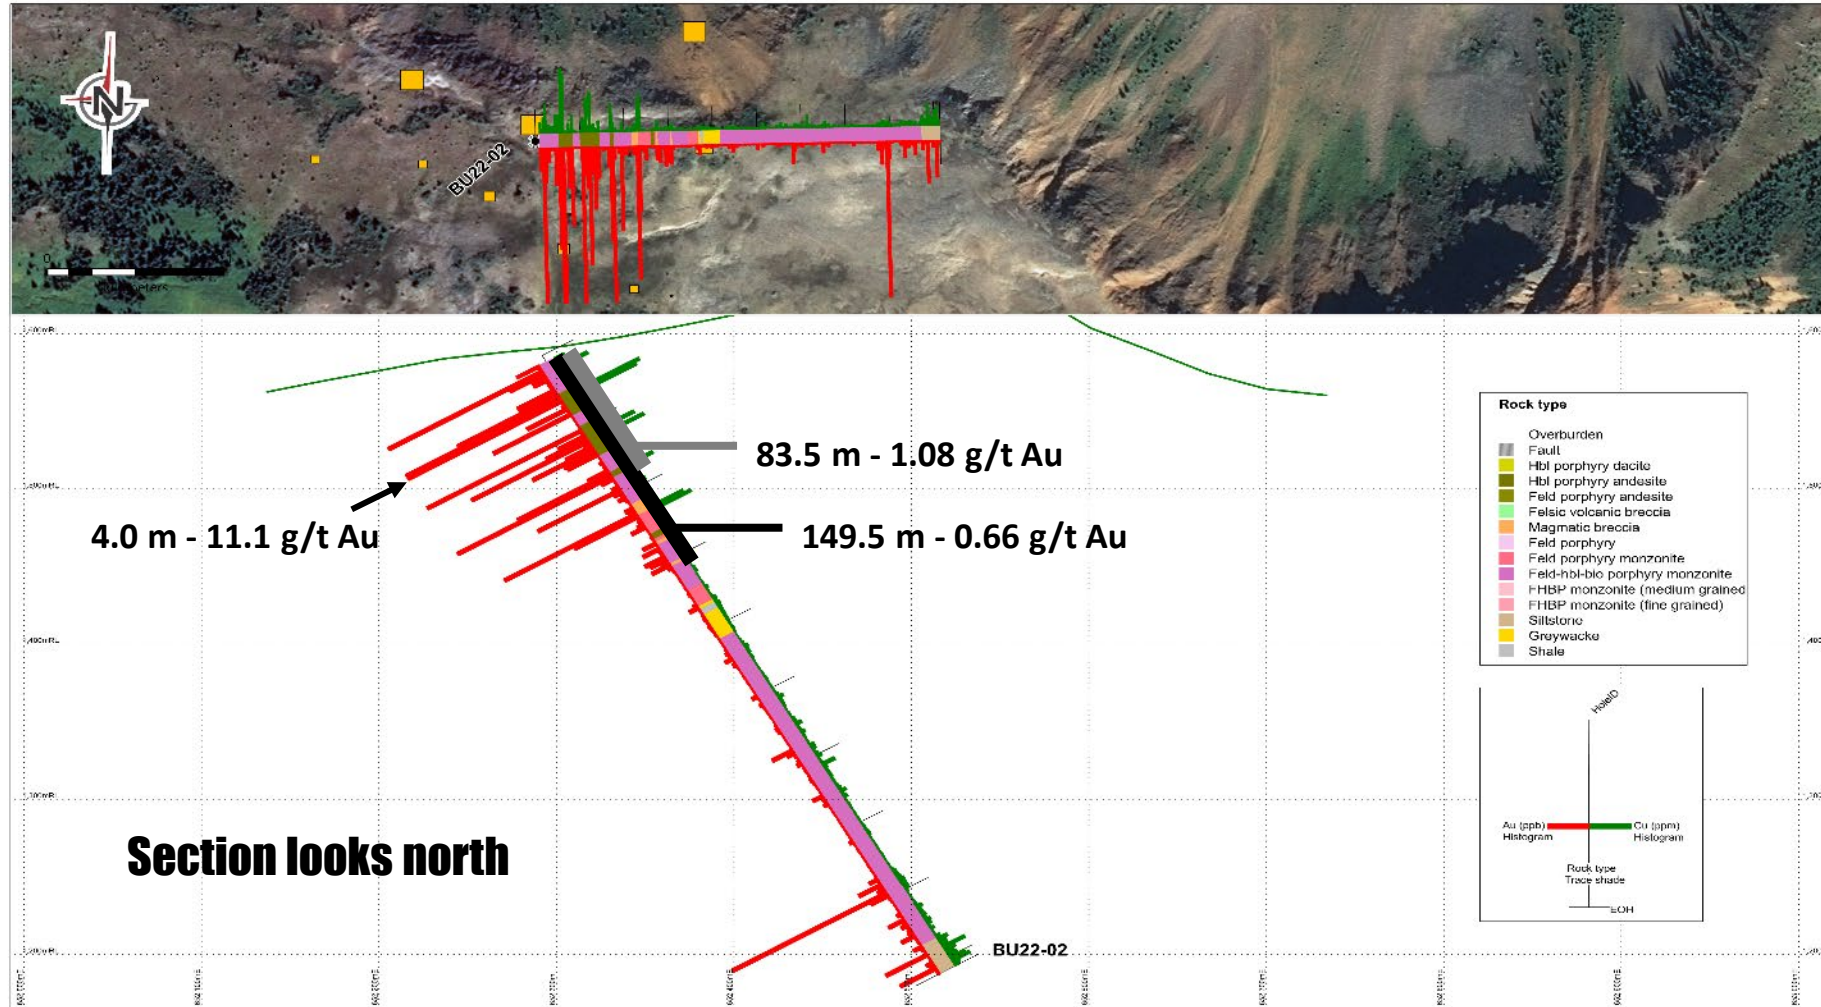 N
BU22-02
0
83.5 m - 1.08 g/t Au
4.0 m - 11.1 g/t Au
149.5 m - 0.66 g/t Au
Section looks north
BU22-02
Rock type
Overburden
Fault
Hbl porphyry dacite
Hbl porphyry andesite
Feld porphyry andesite
Felsic volcanic breccia
Magmatic breccia
Feld porphyry
Feld porphyry monzonite
Feld-hbl-bio porphyry monzonite
FHBP monzonite (medium grained
FHBP monzonite (fine grained)
Siltstone
Greywacke
Shale
HoleID
Au (ppb)
Histogram
Cu (ppm)
Histogram
Rock type
Trace shade
EOH